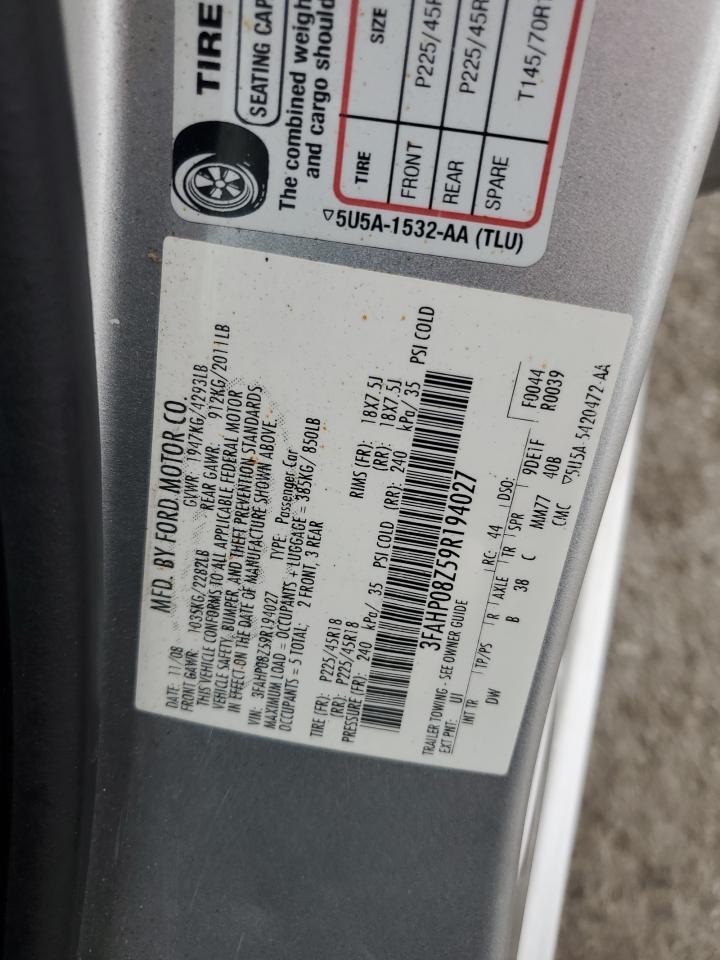 TIRE
SEATING CAP
The combined weigh
and cargo should
TIRE SIZE
FRONT P225/45R
REAR P225/45R
SPARE T145/70R1
5U5A-1532-AA (TLU)
MFD. BY FORD MOTOR CO.
DATE: 11/08 GVWR: 1947KG/4293LB
FRONT GAWR: 1035KG/2282LB REAR GAWR: 912KG/2011LB
THIS VEHICLE CONFORMS TO ALL APPLICABLE FEDERAL MOTOR
VEHICLE SAFETY, BUMPER, AND THEFT PREVENTION STANDARDS
IN EFFECT ON THE DATE OF MANUFACTURE SHOWN ABOVE.
VIN: 3FAHP08Z59R194027 TYPE: Passenger Car
MAXIMUM LOAD = OCCUPANTS + LUGGAGE = 385KG/ 850LB
OCCUPANTS = 5 TOTAL: 2 FRONT, 3 REAR
TIRE (FR): P225/45R18 RIMS (FR): 18X7.5J
(RR): P225/45R18 (RR): 18X7.5J
PRESSURE (FR): 240 kPa/ 35 PSI COLD (RR): 240 kPa/ 35 PSI COLD
3FAHP08Z59R194027
TRAILER TOWING - SEE OWNER GUIDE
EXT PNT: UI RC: 44 DSO: F0044
INT TR TP/PS R AXLE TR SPR R0039
DW B 38 C MM77 9DE1F
CMC 40B
5U5A-5420472-AA